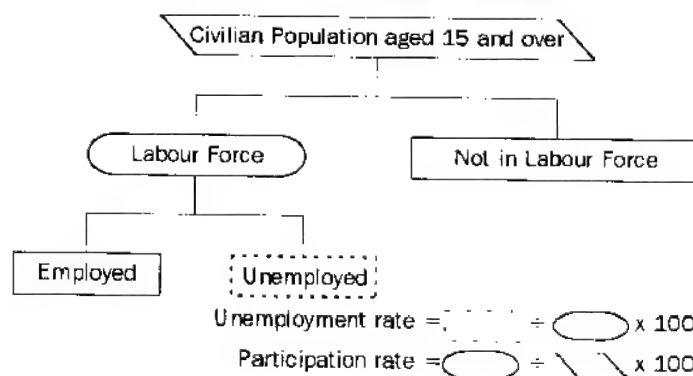 Civilian Population aged 15 and over
Labour Force
Not in Labour Force
Employed
Unemployed
Unemployment rate = ÷ x 100
Participation rate = ÷ x 100